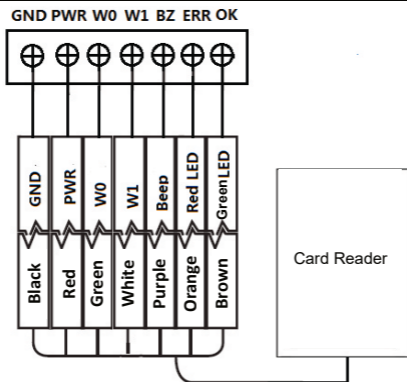 GND PWR W0 W1 BZ ERR OK
GND
PWR
W0
W1
Beep
Red LED
Green LED
Black
Red
Green
White
Purple
Orange
Brown
Card Reader